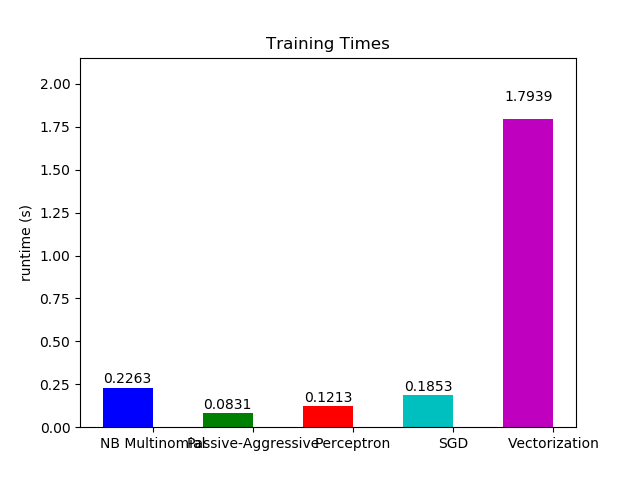 Training Times
2.00
1.75
1.50
1.25
1.00
0.75
0.50
0.25
0.00
runtime (s)
0.2263
0.0831
0.1213
0.1853
1.7939
NB Multinomial
Passive-Aggressive
Perceptron
SGD
Vectorization